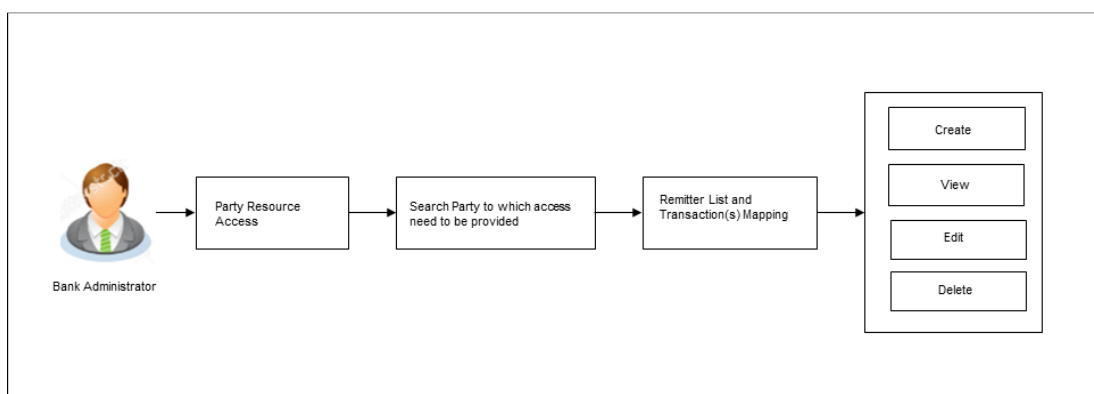 Bank Administrator
Party Resource
Access
Search Party to which access
need to be provided
Remitter List and
Transaction(s) Mapping
Create
View
Edit
Delete